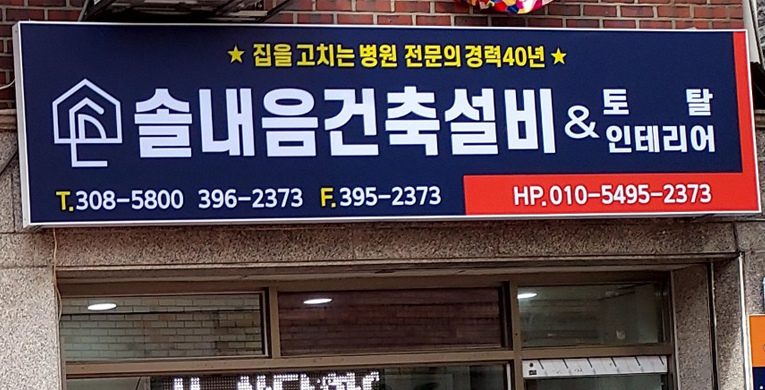 ★ 집을 고치는 병원 전문의 경력40년 ★
솔내음건축설비 & 토탈 인테리어
T.308-5800 396-2373 F.395-2373
HP.010-5495-2373